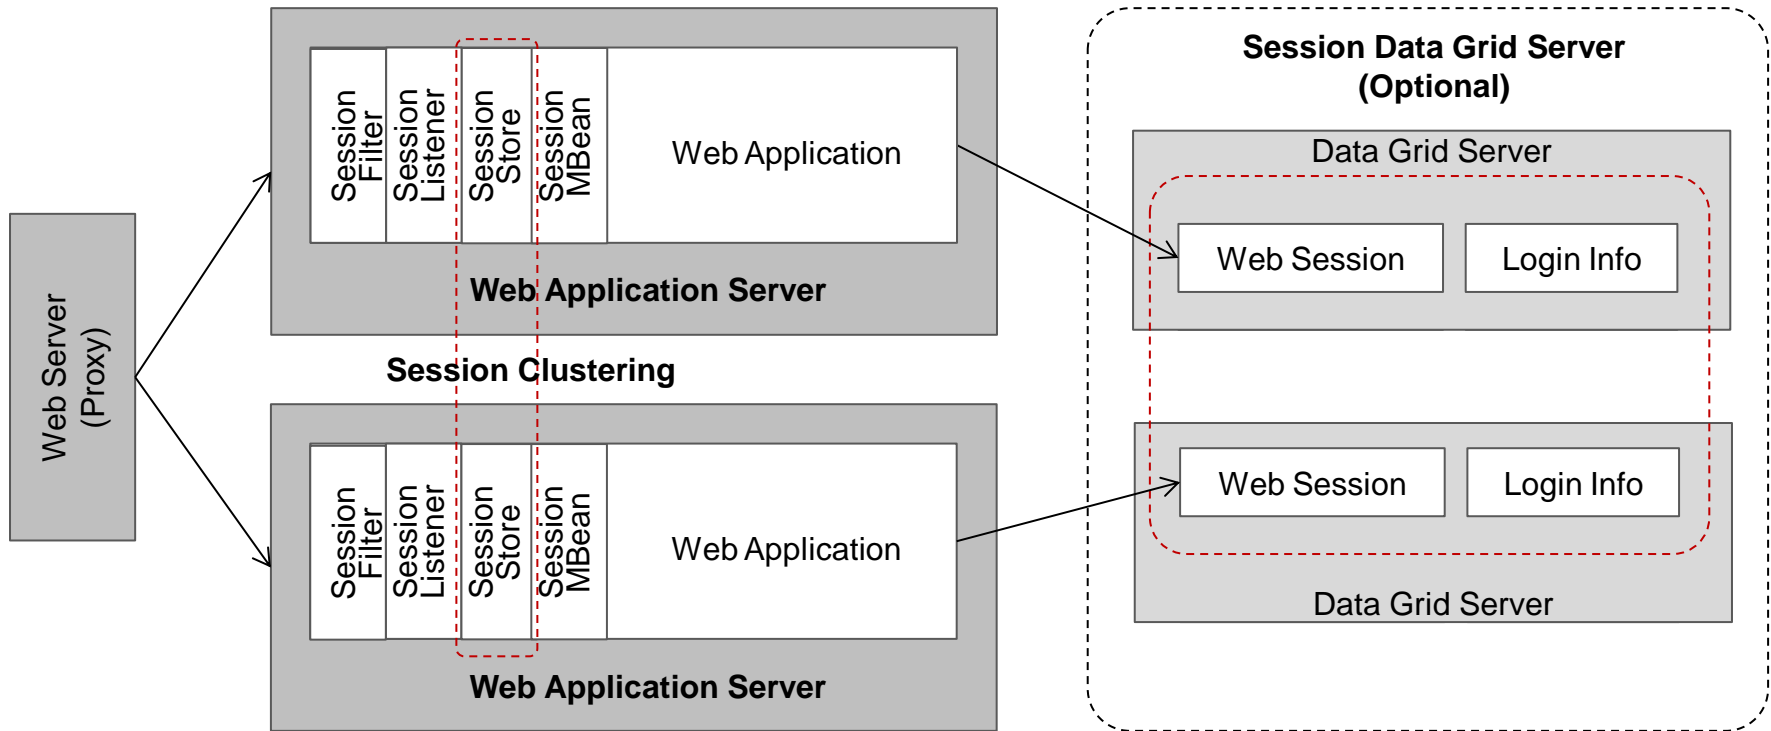 Web Server
(Proxy)
Session
Filter
Session
Listener
Session
Store
Session
MBean
Web Application
Web Application Server
Session Clustering
Session
Filter
Session
Listener
Session
Store
Session
MBean
Web Application
Web Application Server
Session Data Grid Server
(Optional)
Data Grid Server
Web Session
Login Info
Web Session
Login Info
Data Grid Server